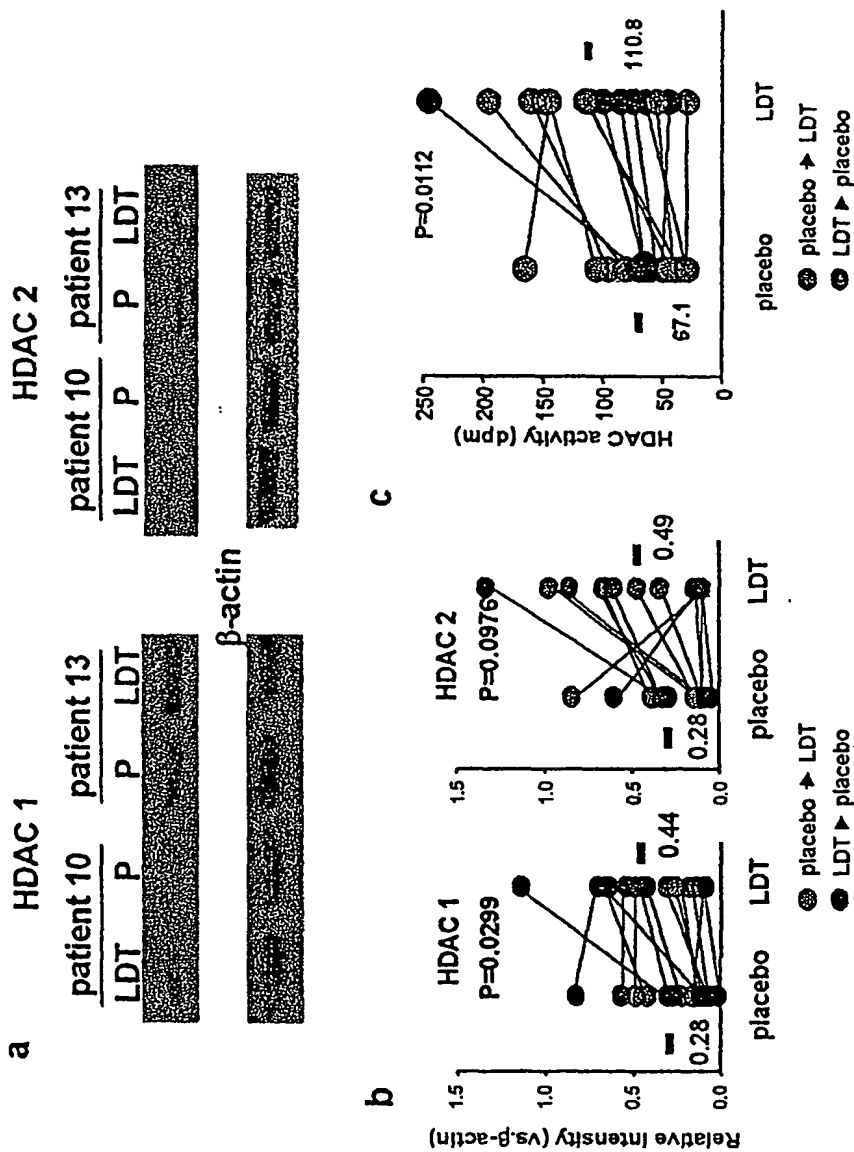 a
HDAC 1
HDAC 2
patient 10
patient 13
patient 10
patient 13
LDT
P
P
LDT
LDT
P
P
LDT
β-actin
b
HDAC 1
P=0.0299
Relative intensity (vs.β-actin)
1.5
1.0
0.5
0.0
0.28
0.44
placebo
LDT
HDAC 2
P=0.0976
1.5
1.0
0.5
0.0
0.28
0.49
placebo
LDT
placebo → LDT
LDT ➤ placebo
c
P=0.0112
HDAC activity (dpm)
250
200
150
100
50
0
67.1
110.8
placebo
LDT
placebo → LDT
LDT ➤ placebo